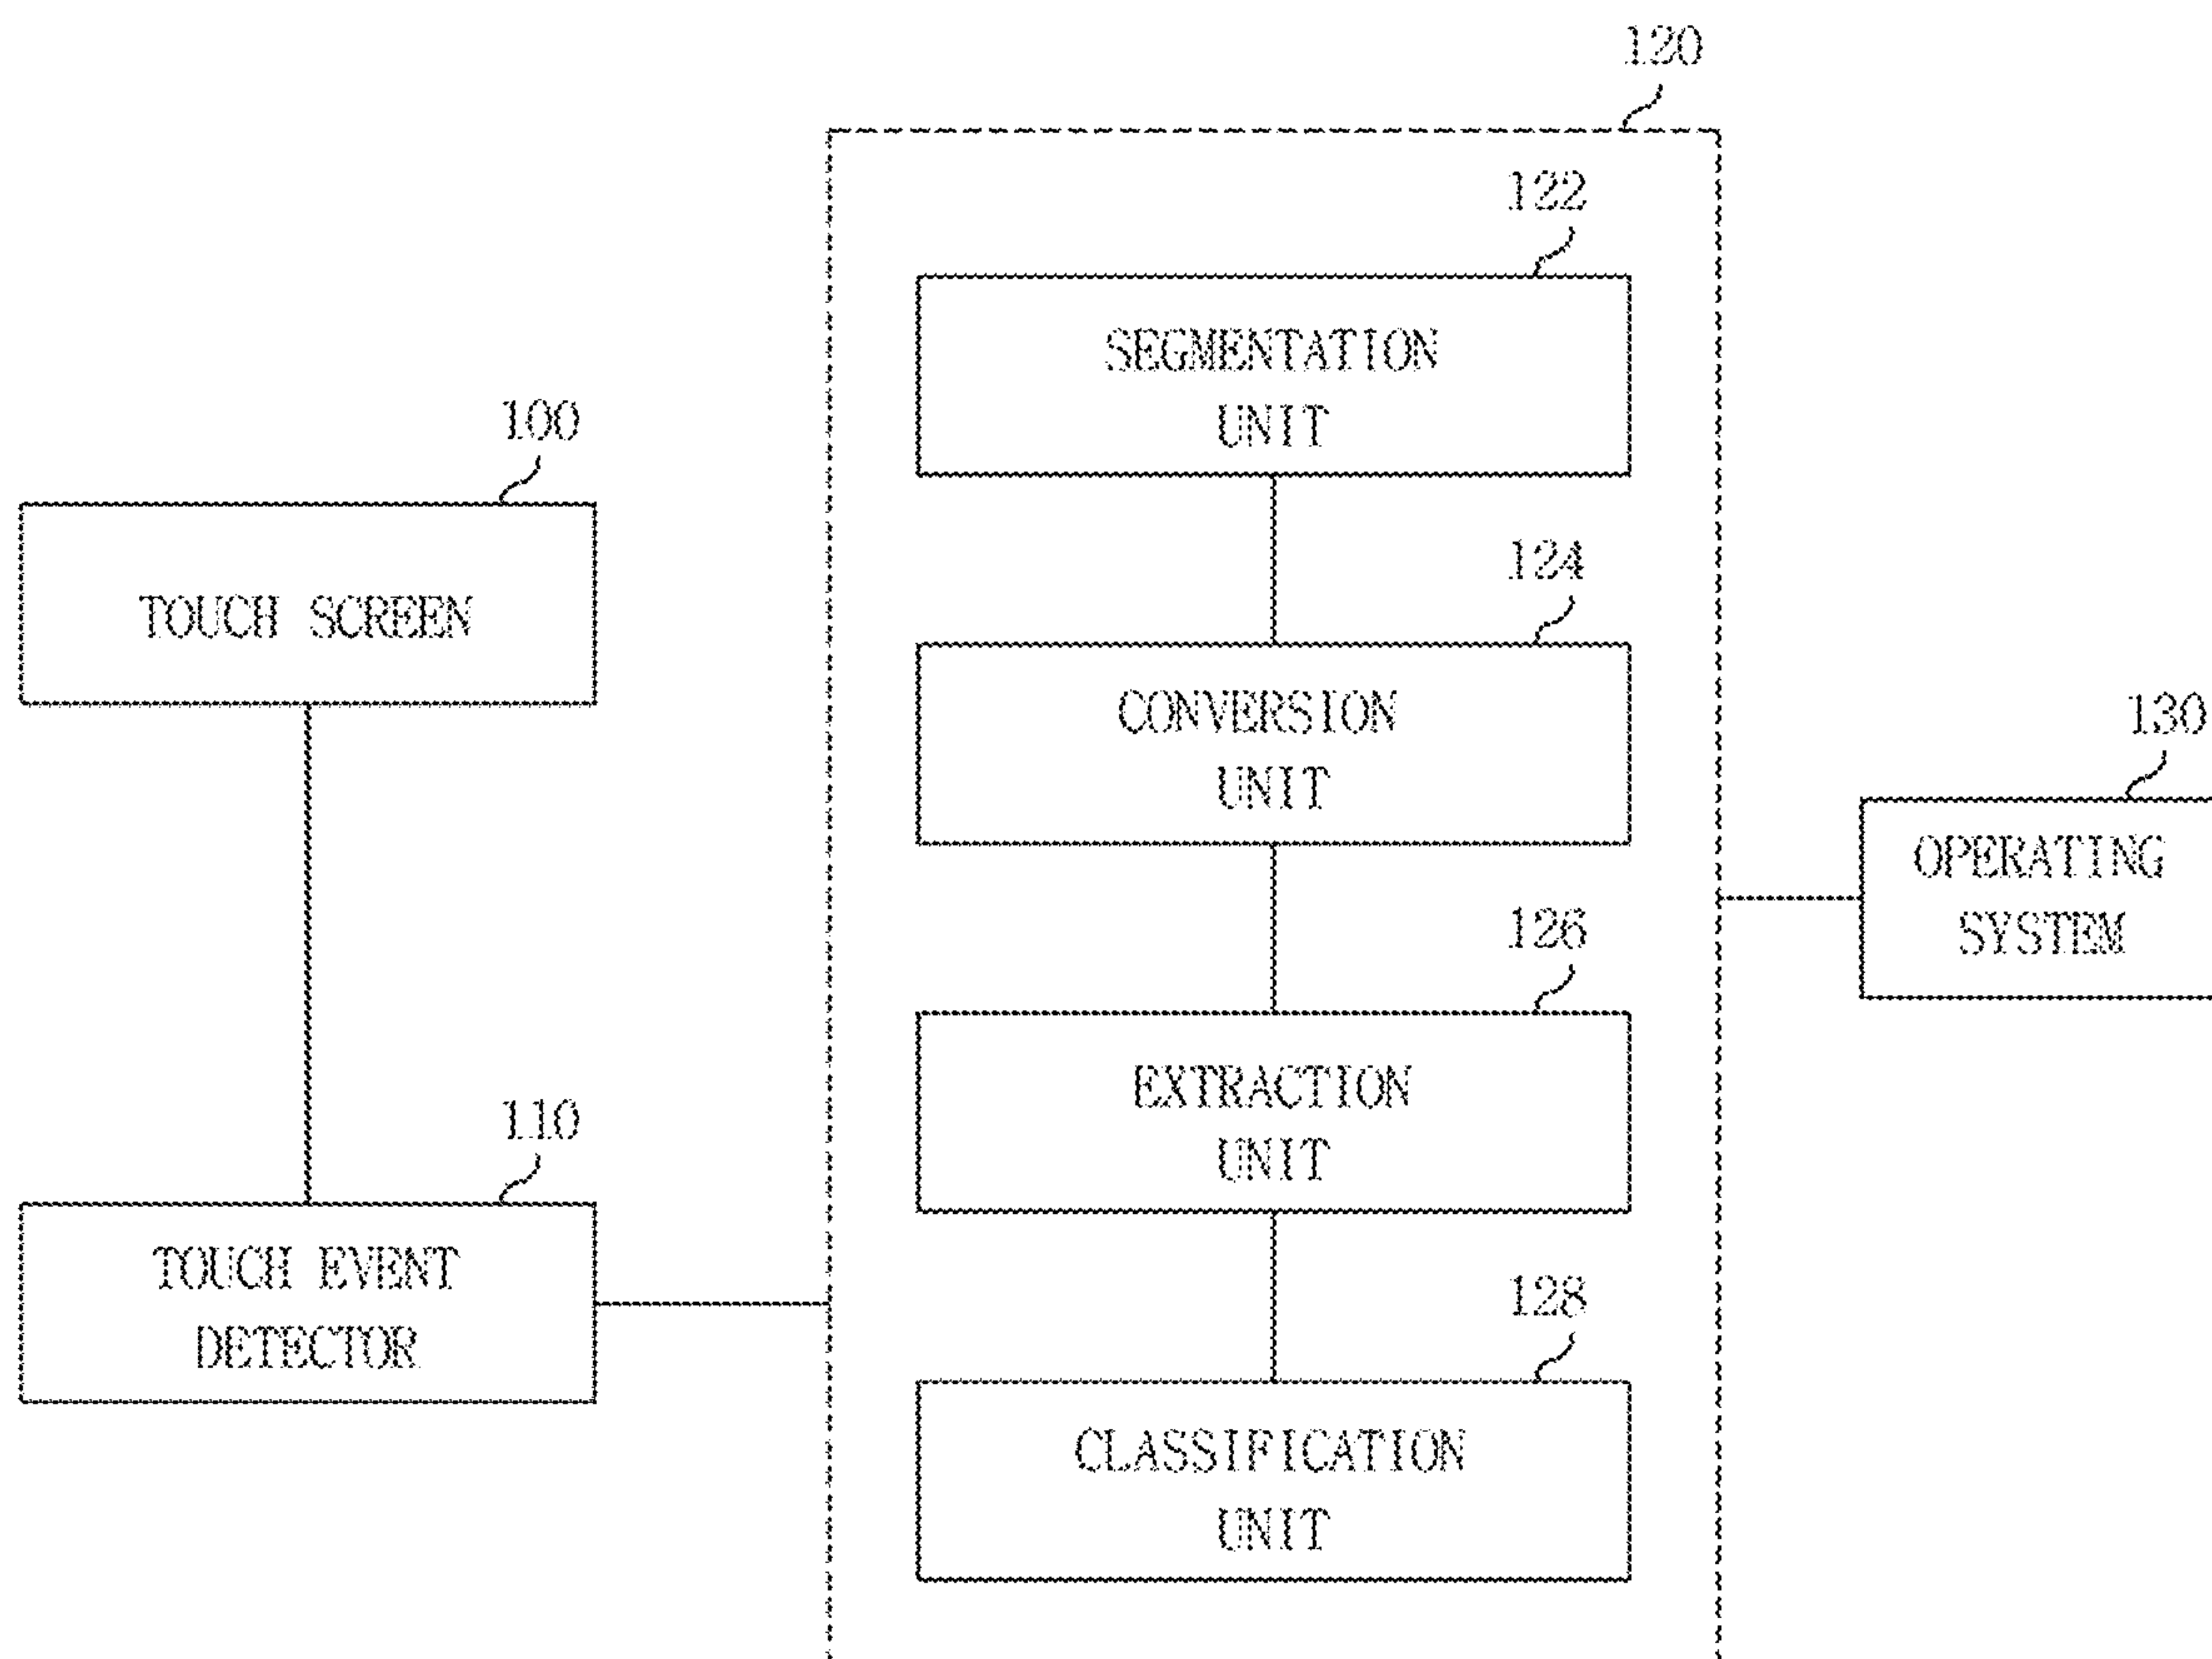 120
122
SEGMENTATION
UNIT
100
TOUCH SCREEN
124
CONVERSION
UNIT
130
OPERATING
SYSTEM
126
EXTRACTION
UNIT
110
TOUCH EVENT
DETECTOR
128
CLASSIFICATION
UNIT